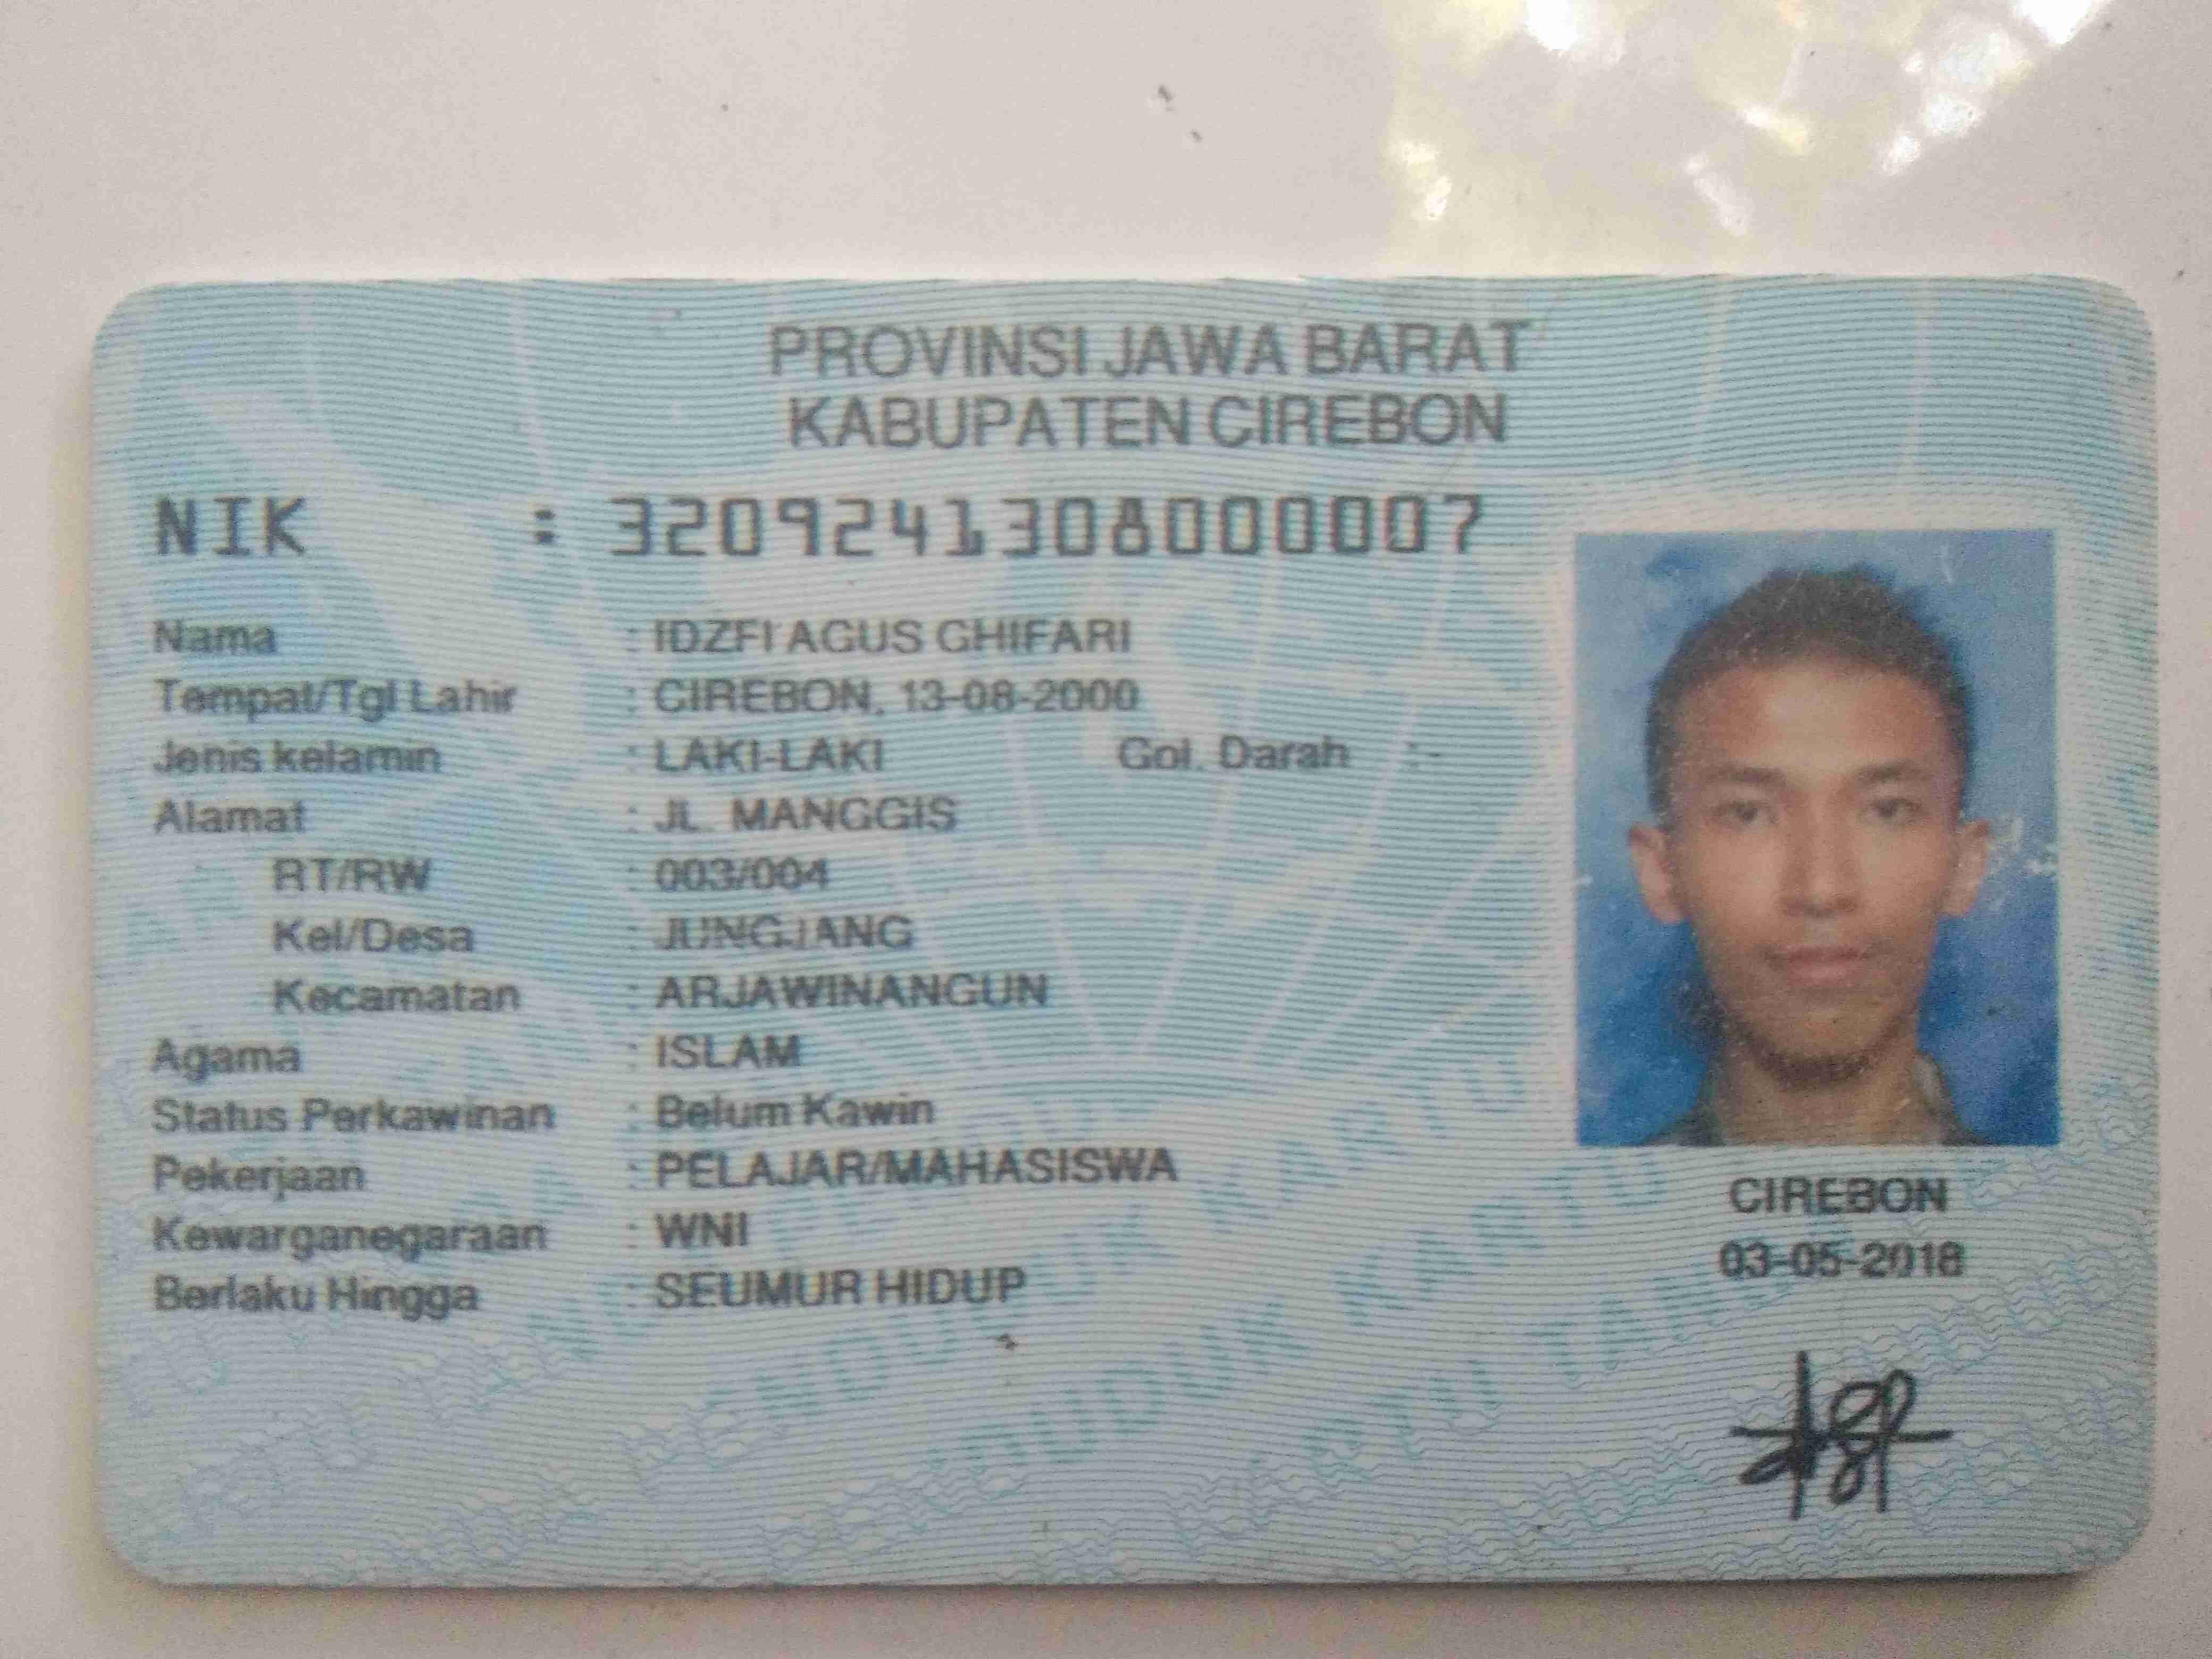 PROVINSI JAWA BARAT
KABUPATEN CIREBON
NIK : 3209241308000007
Nama : IDZFI AGUS GHIFARI
Tempat/Tgl Lahir : CIREBON, 13-08-2000
Jenis kelamin : LAKI-LAKI Gol. Darah : -
Alamat : JL. MANGGIS
RT/RW : 003/004
Kel/Desa : JUNGJANG
Kecamatan : ARJAWINANGUN
Agama : ISLAM
Status Perkawinan : Belum Kawin
Pekerjaan : PELAJAR/MAHASISWA
Kewarganegaraan : WNI
Berlaku Hingga : SEUMUR HIDUP
CIREBON
03-05-2018